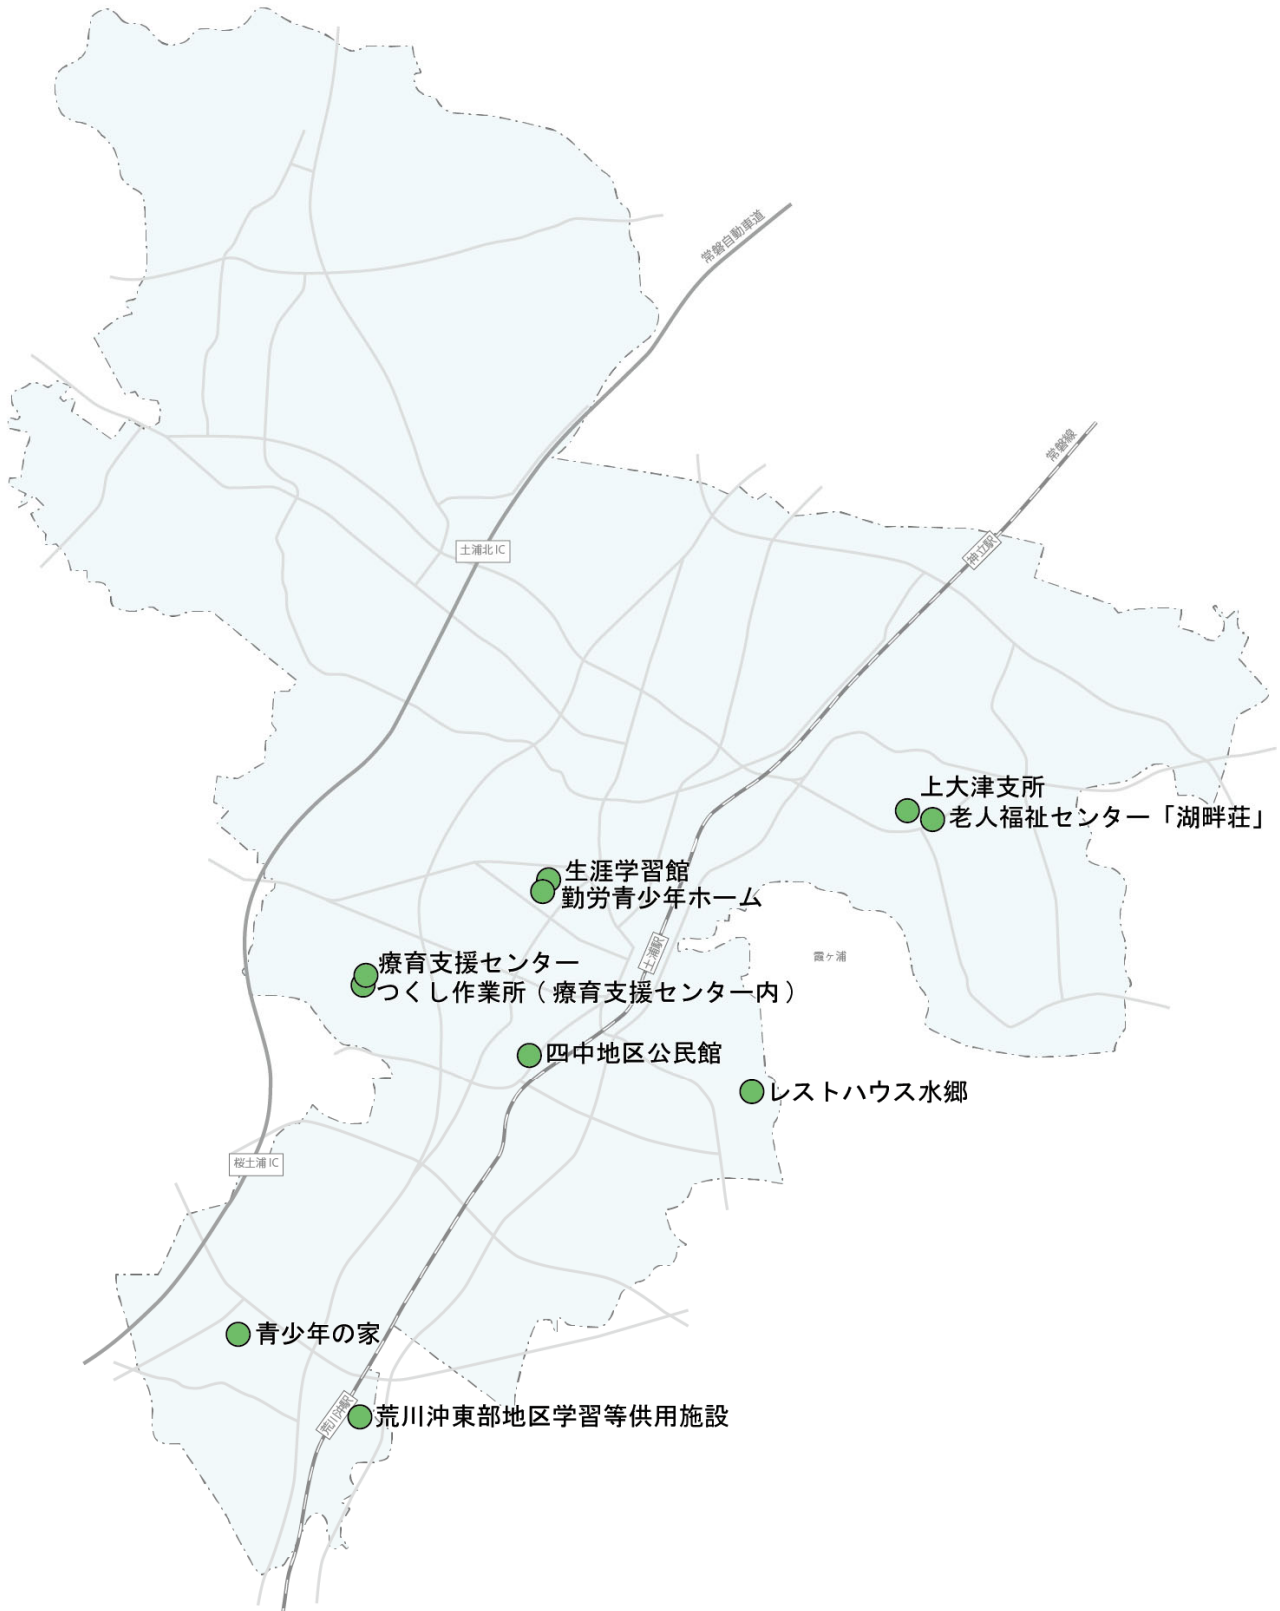 常磐自動車道
常磐線
神立駅
土浦北IC
上大津支所
老人福祉センター「湖畔荘」
生涯学習館
勤労青少年ホーム
土浦駅
霞ヶ浦
療育支援センター
つくし作業所（療育支援センター内）
四中地区公民館
レストハウス水郷
桜土浦IC
青少年の家
荒川沖駅
荒川沖東部地区学習等供用施設